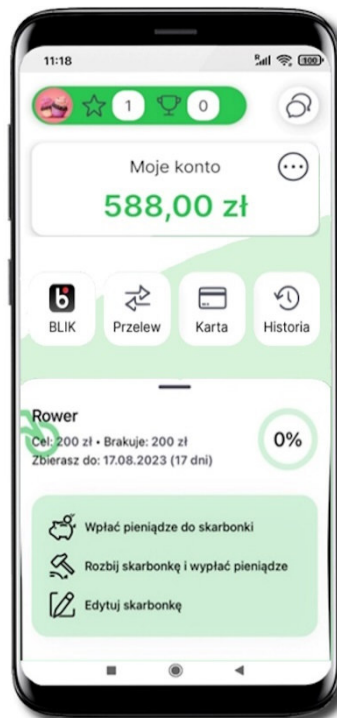 11:18
R
100
1
0
Moje konto
588,00 zł
BLIK
Przelew
Karta
Historia
Rower
Cel: 200 zł • Brakuje: 200 zł
Zbierasz do: 17.08.2023 (17 dni)
0%
Wpłać pieniądze do skarbonki
Rozbij skarbonkę i wypłać pieniądze
Edytuj skarbonkę